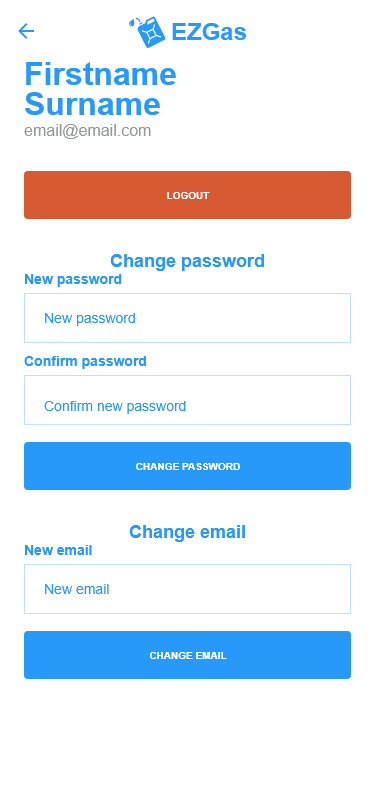 EZGas
Firstname
Surname
email@email.com
LOGOUT
Change password
New password
New password
Confirm password
Confirm new password
CHANGE PASSWORD
Change email
New email
New email
CHANGE EMAIL